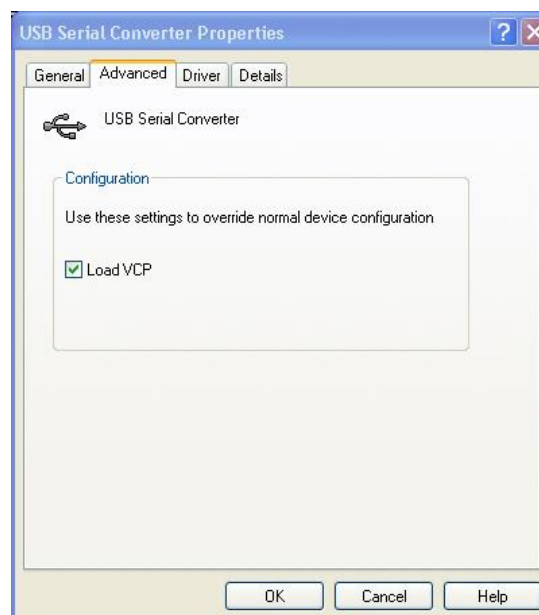 USB Serial Converter Properties
General Advanced Driver Details
USB Serial Converter
Configuration
Use these settings to override normal device configuration
Load VCP
OK Cancel Help